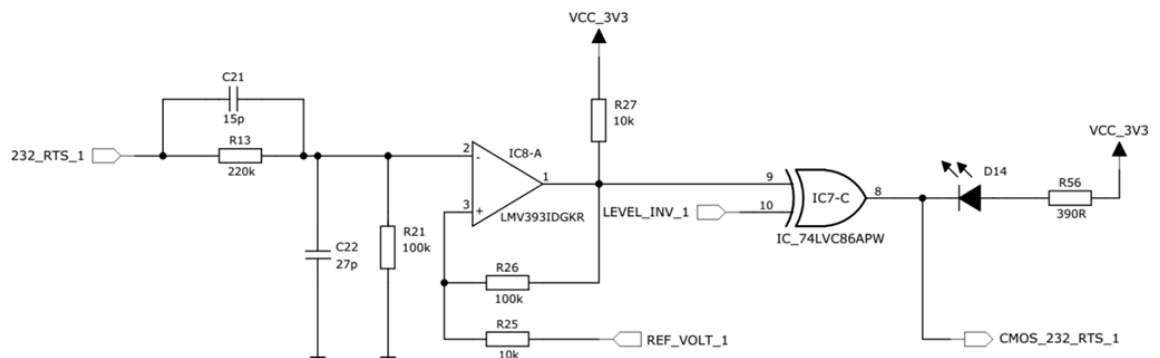 VCC_3V3
C21
15p
R27
10k
R13
220k
232_RTS_1
2
-
IC8-A
1
3
+
LMV393IDGKR
LEVEL_INV_1
9
10
IC7-C
8
IC_74LVC86APW
D14
VCC_3V3
R56
390R
C22
27p
R21
100k
R26
100k
R25
10k
REF_VOLT_1
CMOS_232_RTS_1